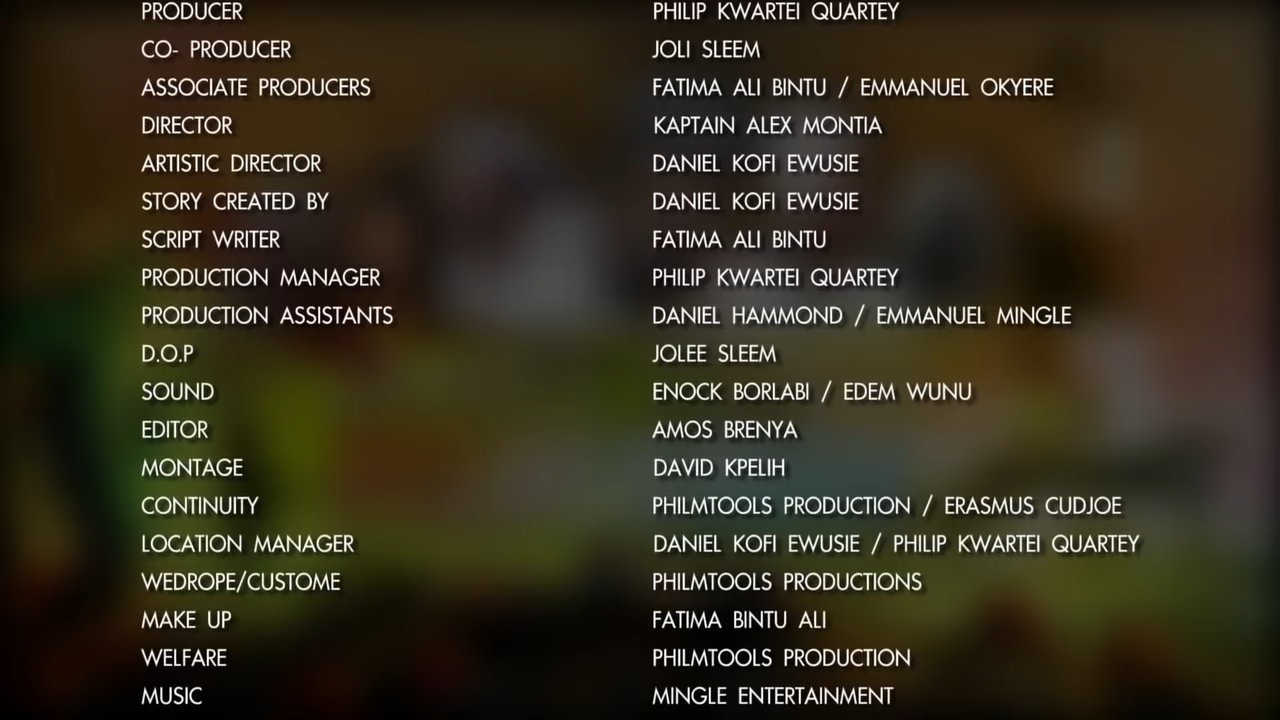 PRODUCER PHILIP KWARTEI QUARTEY
CO- PRODUCER JOLI SLEEM
ASSOCIATE PRODUCERS FATIMA ALI BINTU / EMMANUEL OKYERE
DIRECTOR KAPTAIN ALEX MONTIA
ARTISTIC DIRECTOR DANIEL KOFI EWUSIE
STORY CREATED BY DANIEL KOFI EWUSIE
SCRIPT WRITER FATIMA ALI BINTU
PRODUCTION MANAGER PHILIP KWARTEI QUARTEY
PRODUCTION ASSISTANTS DANIEL HAMMOND / EMMANUEL MINGLE
D.O.P JOLEE SLEEM
SOUND ENOCK BORLABI / EDEM WUNU
EDITOR AMOS BRENYA
MONTAGE DAVID KPELIH
CONTINUITY PHILMTOOLS PRODUCTION / ERASMUS CUDJOE
LOCATION MANAGER DANIEL KOFI EWUSIE / PHILIP KWARTEI QUARTEY
WEDROPE/CUSTOME PHILMTOOLS PRODUCTIONS
MAKE UP FATIMA BINTU ALI
WELFARE PHILMTOOLS PRODUCTION
MUSIC MINGLE ENTERTAINMENT